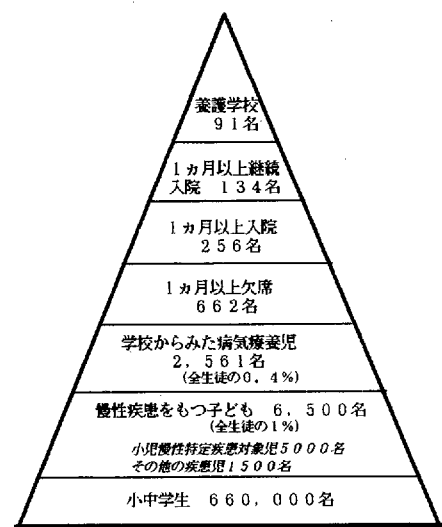 養護学校
91名
1ヵ月以上継続
入院 134名
1ヵ月以上入院
256名
1ヵ月以上欠席
662名
学校からみた病気療養児
2,561名
(全生徒の0.4%)
慢性疾患をもつ子ども 6,500名
(全生徒の1%)
小児慢性特定疾患対象児5000名
その他の疾患児1500名
小中学生 660,000名